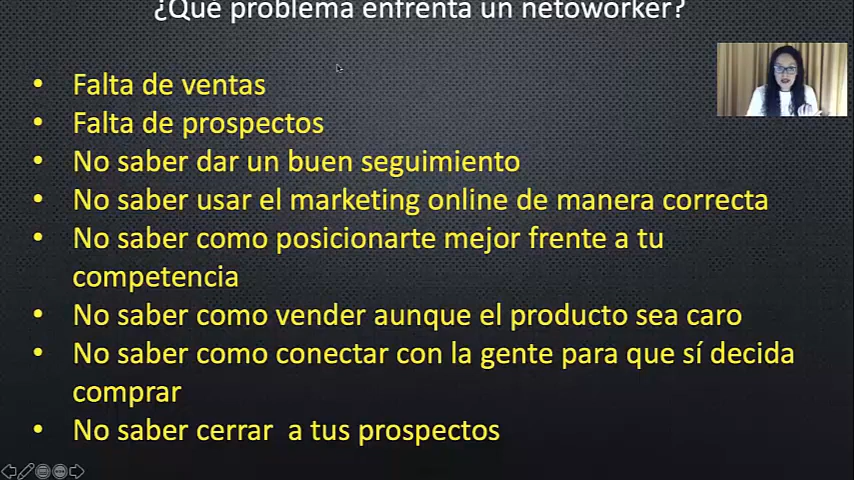 ¿Qué problema enfrenta un netoworker?
• Falta de ventas
• Falta de prospectos
• No saber dar un buen seguimiento
• No saber usar el marketing online de manera correcta
• No saber como posicionarte mejor frente a tu
competencia
• No saber como vender aunque el producto sea caro
• No saber como conectar con la gente para que sí decida
comprar
• No saber cerrar  a tus prospectos